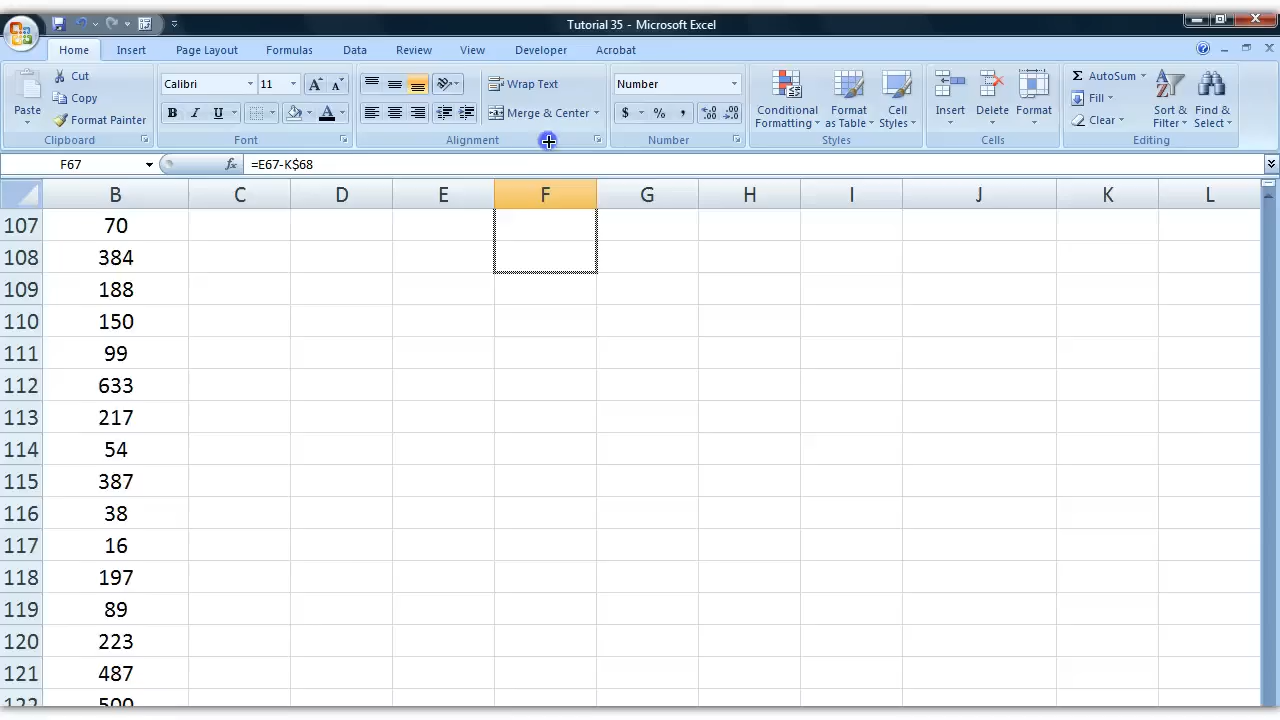 Tutorial 35 - Microsoft Excel
Home Insert Page Layout Formulas Data Review View Developer Acrobat
Cut
Copy
Format Painter
Paste
Clipboard
Calibri 11
B I U A
Font
Wrap Text
Merge & Center
Alignment
Number
$ % ,
Number
Conditional Formatting
Format as Table
Cell Styles
Styles
Insert Delete Format
Cells
Σ AutoSum
Fill
Clear
Sort & Filter
Find & Select
Editing
F67 fx =E67-K$68
B C D E F G H I J K L
107 70
108 384
109 188
110 150
111 99
112 633
113 217
114 54
115 387
116 38
117 16
118 197
119 89
120 223
121 487
122 500